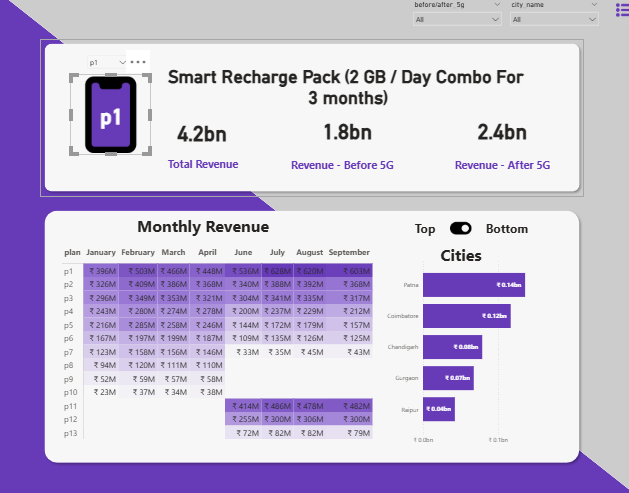 before/after_5g city_name
All All
p1
Smart Recharge Pack (2 GB / Day Combo For
3 months)
p1
4.2bn 1.8bn 2.4bn
Total Revenue Revenue - Before 5G Revenue - After 5G
Monthly Revenue
Top Bottom
Cities
plan January February March April June July August September
p1 ₹ 396M ₹ 503M ₹ 466M ₹ 448M ₹ 536M ₹ 628M ₹ 620M ₹ 603M
p2 ₹ 326M ₹ 409M ₹ 386M ₹ 368M ₹ 340M ₹ 388M ₹ 392M ₹ 368M
p3 ₹ 296M ₹ 349M ₹ 353M ₹ 321M ₹ 304M ₹ 341M ₹ 335M ₹ 317M
p4 ₹ 243M ₹ 280M ₹ 274M ₹ 278M ₹ 200M ₹ 237M ₹ 229M ₹ 212M
p5 ₹ 216M ₹ 285M ₹ 258M ₹ 246M ₹ 144M ₹ 172M ₹ 179M ₹ 157M
p6 ₹ 167M ₹ 197M ₹ 199M ₹ 187M ₹ 109M ₹ 135M ₹ 126M ₹ 125M
p7 ₹ 123M ₹ 158M ₹ 156M ₹ 146M ₹ 33M ₹ 35M ₹ 45M ₹ 43M
p8 ₹ 94M ₹ 120M ₹ 111M ₹ 110M
p9 ₹ 52M ₹ 59M ₹ 57M ₹ 58M
p10 ₹ 23M ₹ 37M ₹ 34M ₹ 38M
p11 ₹ 414M ₹ 486M ₹ 478M ₹ 482M
p12 ₹ 255M ₹ 300M ₹ 306M ₹ 300M
p13 ₹ 72M ₹ 82M ₹ 82M ₹ 79M
Patna ₹ 0.14bn
Coimbatore ₹ 0.12bn
Chandigarh ₹ 0.08bn
Gurgaon ₹ 0.07bn
Raipur ₹ 0.04bn
₹ 0.0bn ₹ 0.1bn